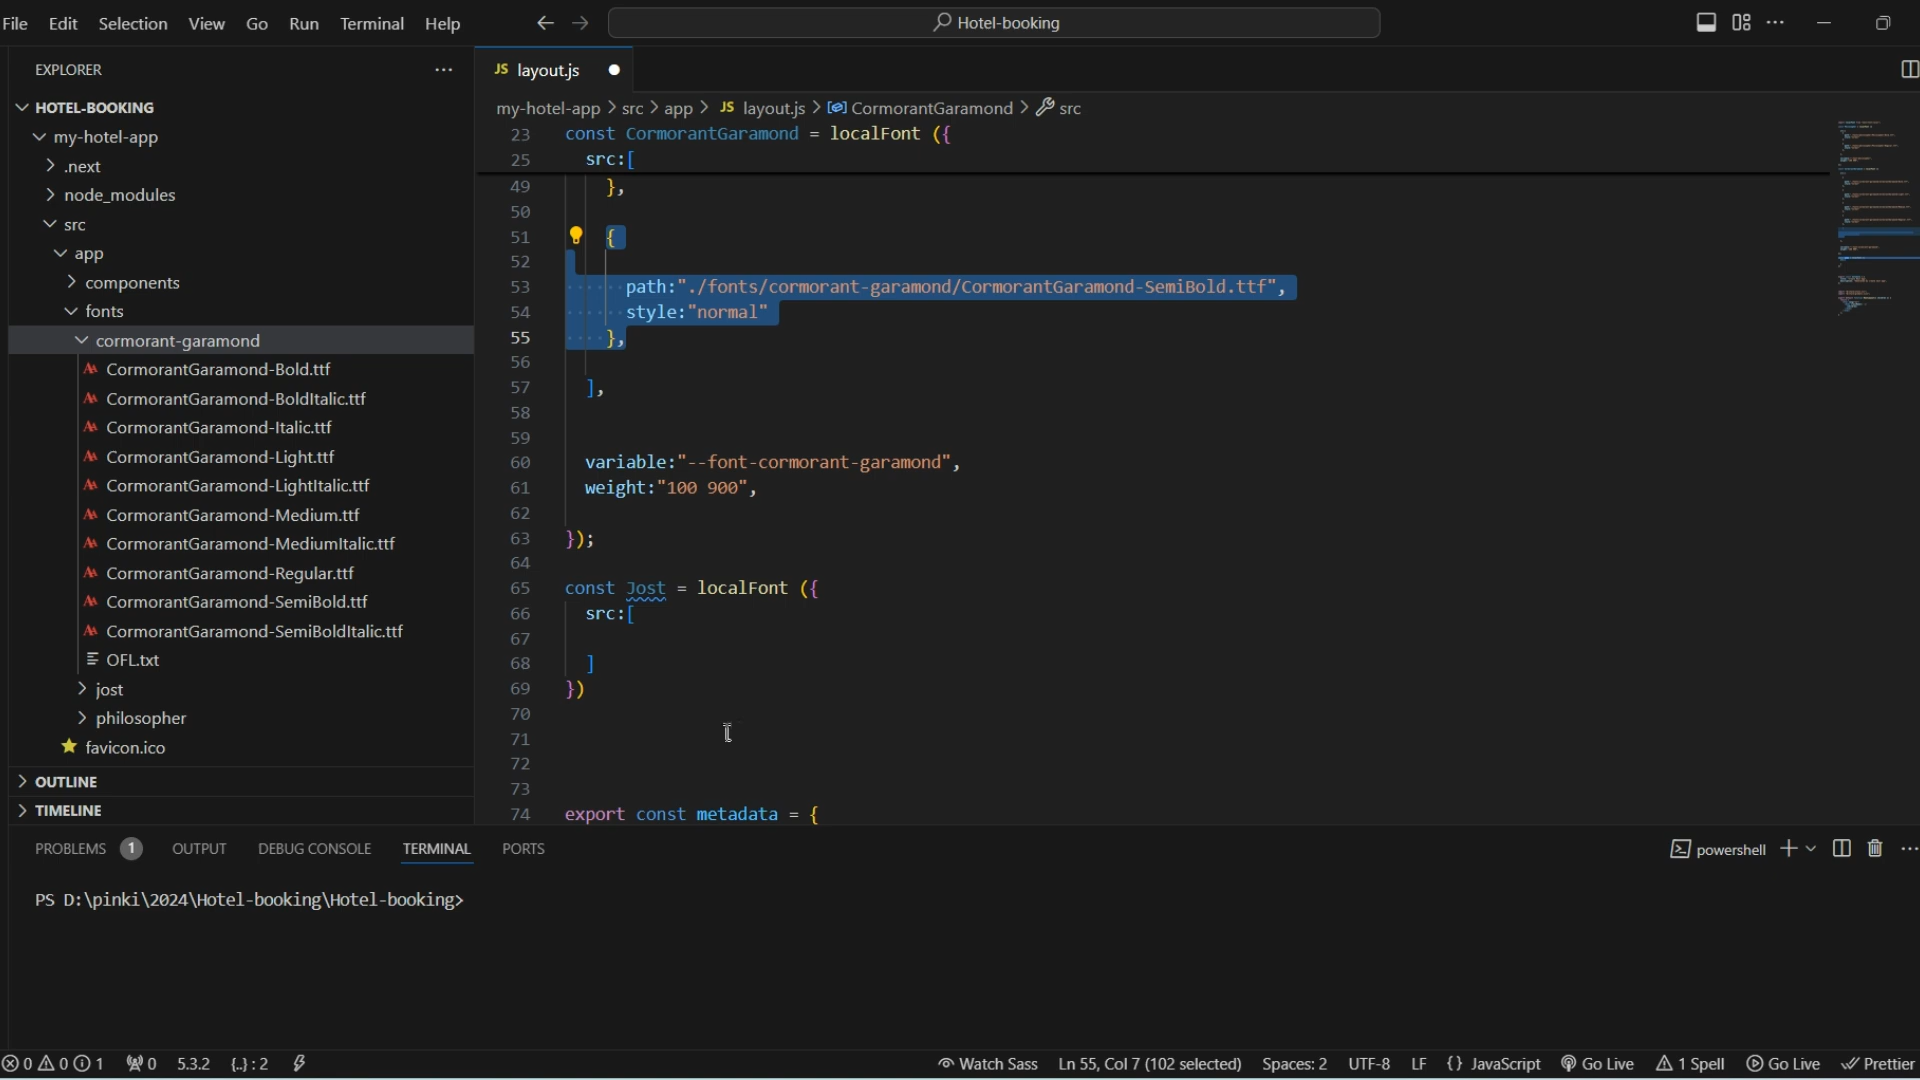 File Edit Selection View Go Run Terminal Help
Hotel-booking
EXPLORER
HOTEL-BOOKING
my-hotel-app
.next
node_modules
src
app
components
fonts
cormorant-garamond
CormorantGaramond-Bold.ttf
CormorantGaramond-BoldItalic.ttf
CormorantGaramond-Italic.ttf
CormorantGaramond-Light.ttf
CormorantGaramond-LightItalic.ttf
CormorantGaramond-Medium.ttf
CormorantGaramond-MediumItalic.ttf
CormorantGaramond-Regular.ttf
CormorantGaramond-SemiBold.ttf
CormorantGaramond-SemiBoldItalic.ttf
OFL.txt
jost
philosopher
favicon.ico
OUTLINE
TIMELINE
JS layout.js
my-hotel-app > src > app > JS layout.js > CormorantGaramond > src
23 const CormorantGaramond = localFont ({
25 src:[
49 },
50
51 {
52
53 path:"./fonts/cormorant-garamond/CormorantGaramond-SemiBold.ttf",
54 style:"normal"
55 },
56
57 ],
58
59
60 variable:"--font-cormorant-garamond",
61 weight:"100 900",
62
63 });
64
65 const Jost = localFont ({
66 src:[
67
68 ]
69 })
70
71
72
73
74 export const metadata = {
PROBLEMS 1 OUTPUT DEBUG CONSOLE TERMINAL PORTS
powershell
PS D:\pinki\2024\Hotel-booking\Hotel-booking>
0 0 1 0 5.3.2 {..} : 2 Watch Sass Ln 55, Col 7 (102 selected) Spaces: 2 UTF-8 LF {} JavaScript Go Live 1 Spell Go Live Prettier